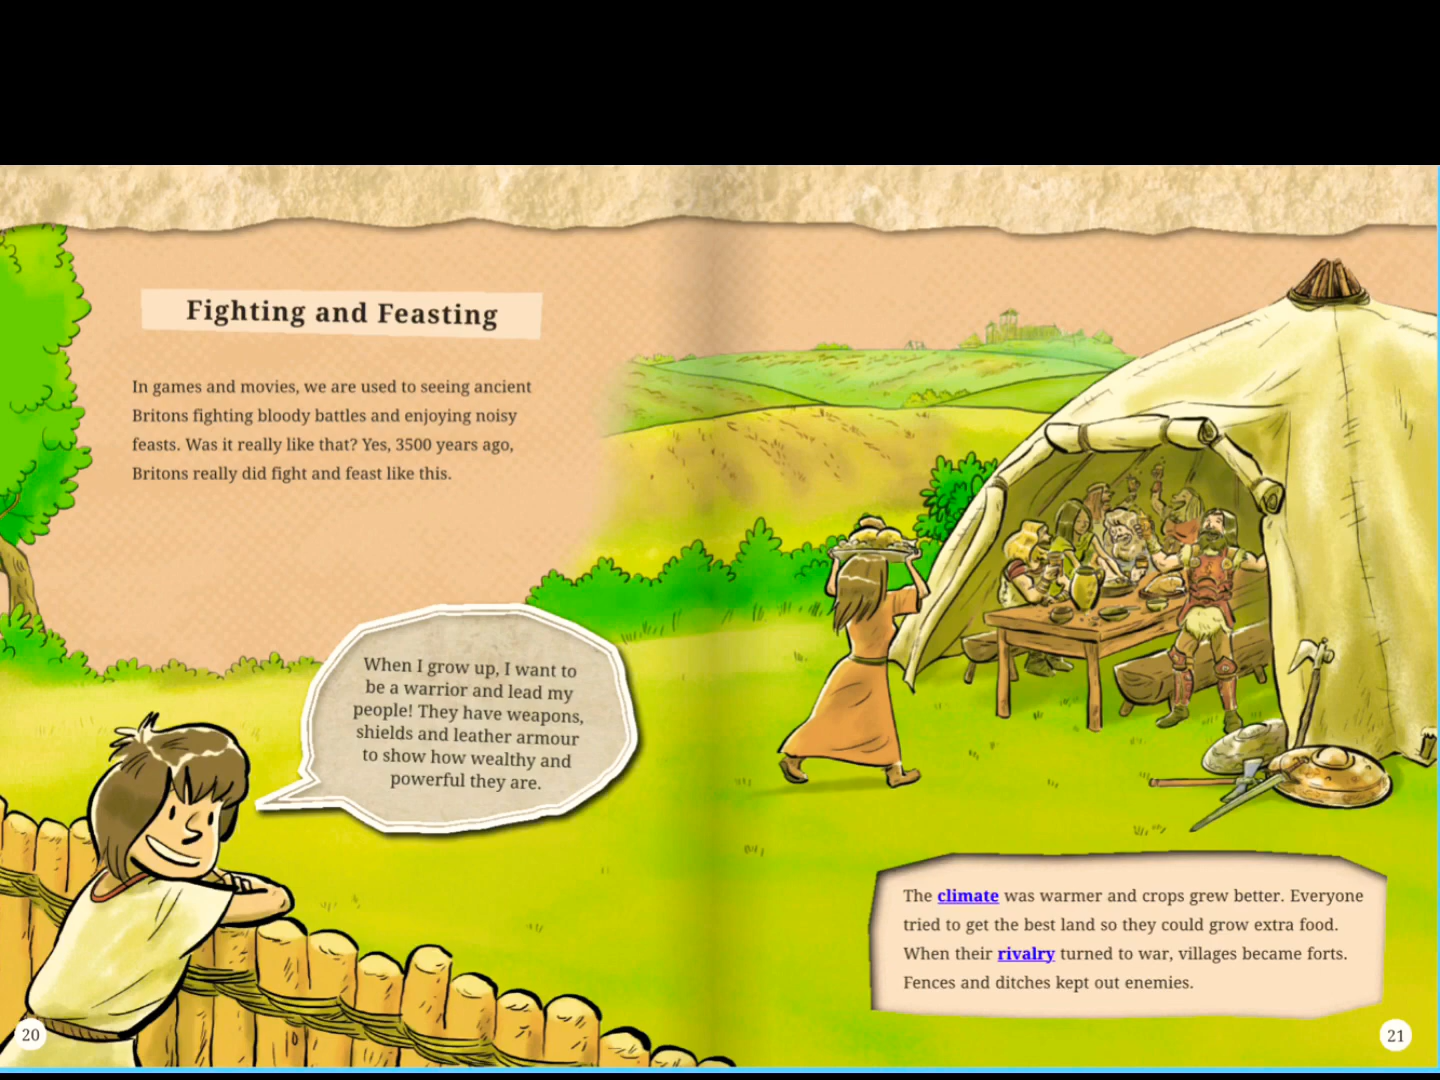 Fighting and Feasting
In games and movies, we are used to seeing ancient
Britons fighting bloody battles and enjoying noisy
feasts. Was it really like that? Yes, 3500 years ago,
Britons really did fight and feast like this.
When I grow up, I want to
be a warrior and lead my
people! They have weapons,
shields and leather armour
to show how wealthy and
powerful they are.
The climate was warmer and crops grew better. Everyone
tried to get the best land so they could grow extra food.
When their rivalry turned to war, villages became forts.
Fences and ditches kept out enemies.
20
21